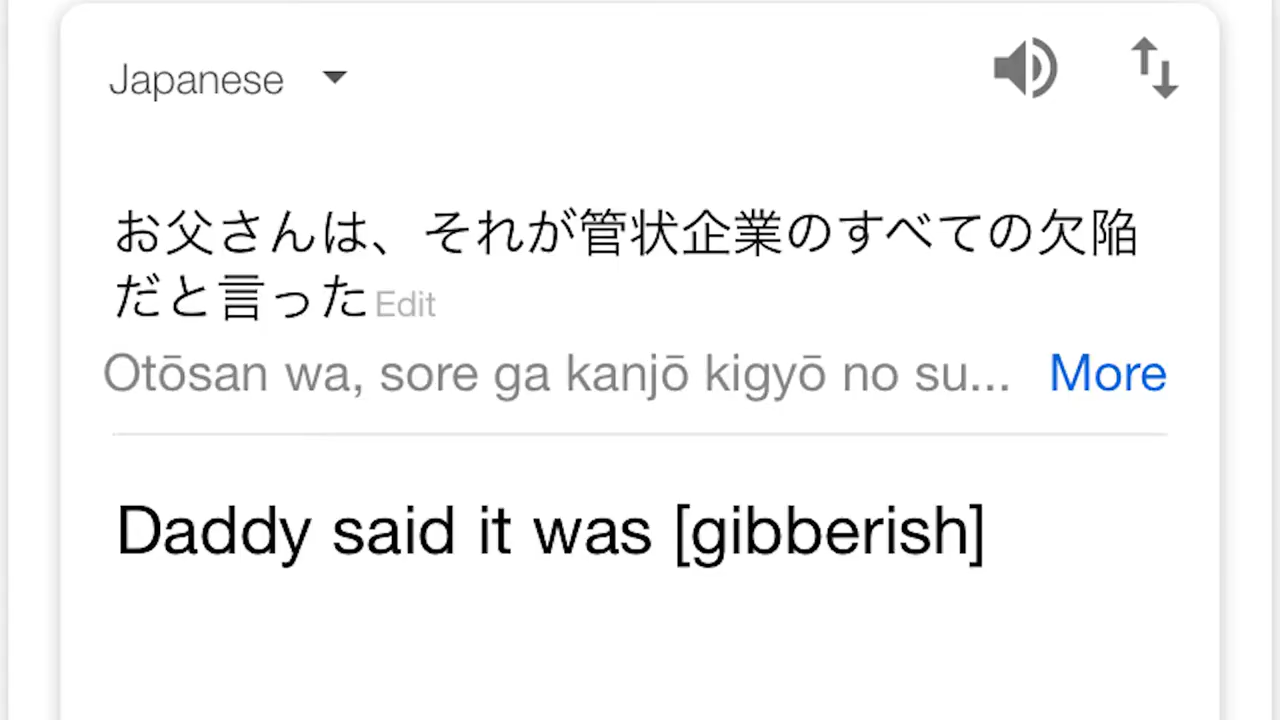 Japanese
お父さんは、それが管状企業のすべての欠陥
だと言った Edit
Otōsan wa, sore ga kanjō kigyō no su... More
Daddy said it was [gibberish]